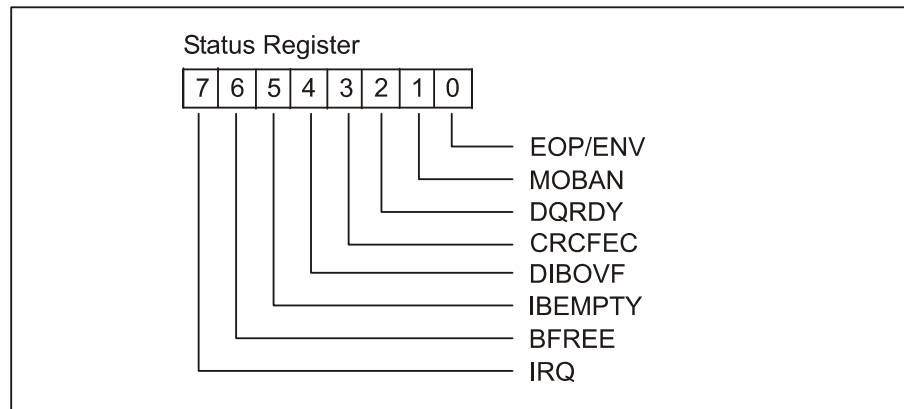 Status Register
7 6 5 4 3 2 1 0
EOP/ENV
MOBAN
DQRDY
CRCFEC
DIBOVF
IBEMPTY
BFREE
IRQ